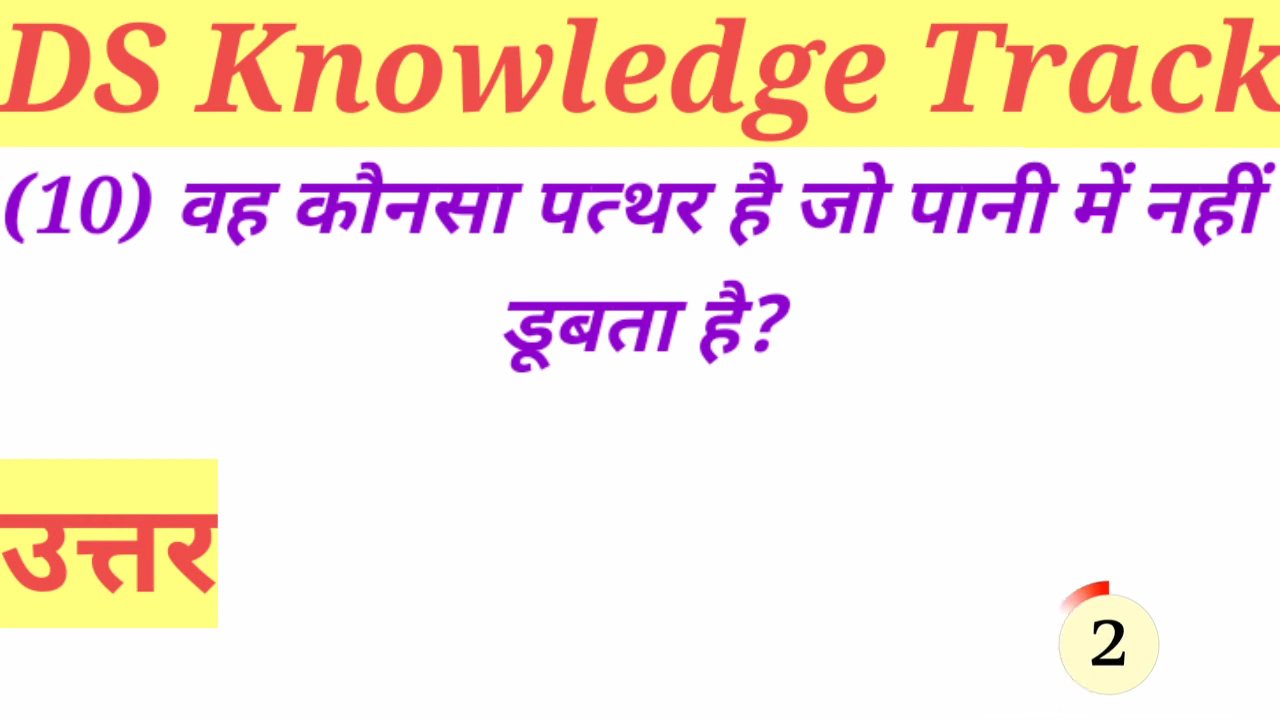 DS Knowledge Track
(10) वह कौनसा पत्थर है जो पानी में नहीं
डूबता है?
उत्तर
2